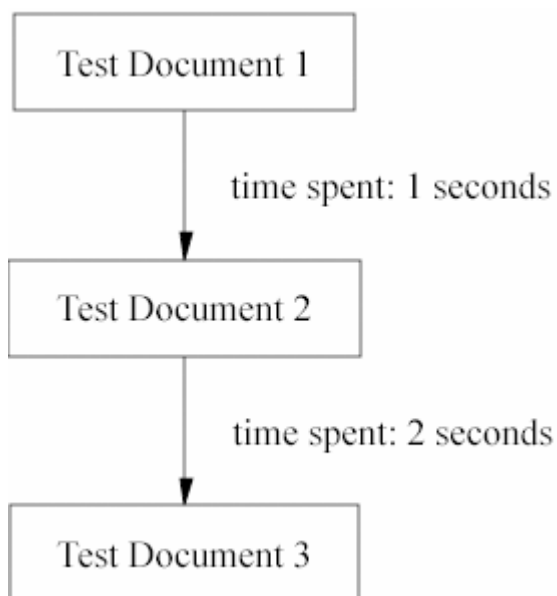 Test Document 1
time spent: 1 seconds
Test Document 2
time spent: 2 seconds
Test Document 3